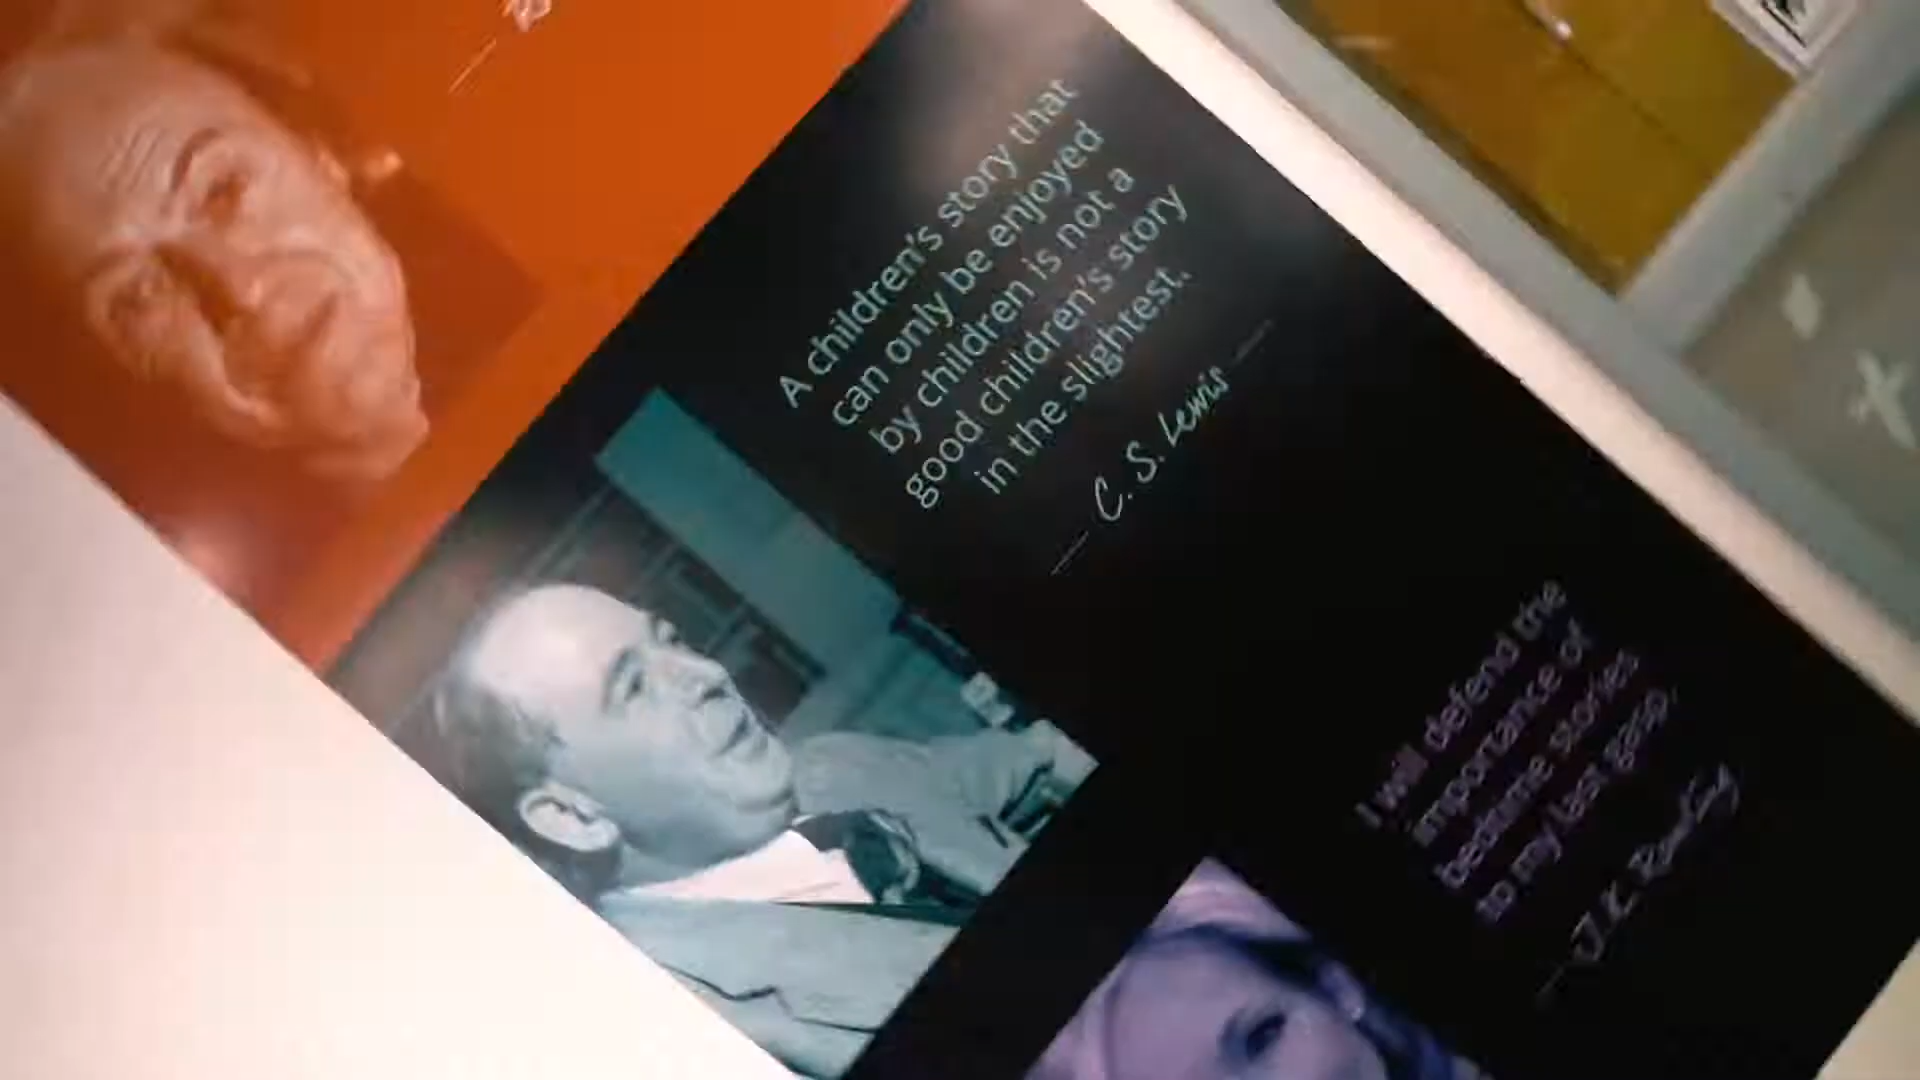 A children's story that
can only be enjoyed
by children is not a
good children's story
in the slightest.
C. S. Lewis
I will defend the
importance of
bedtime stories
to my last gasp.
J.K. Rowling